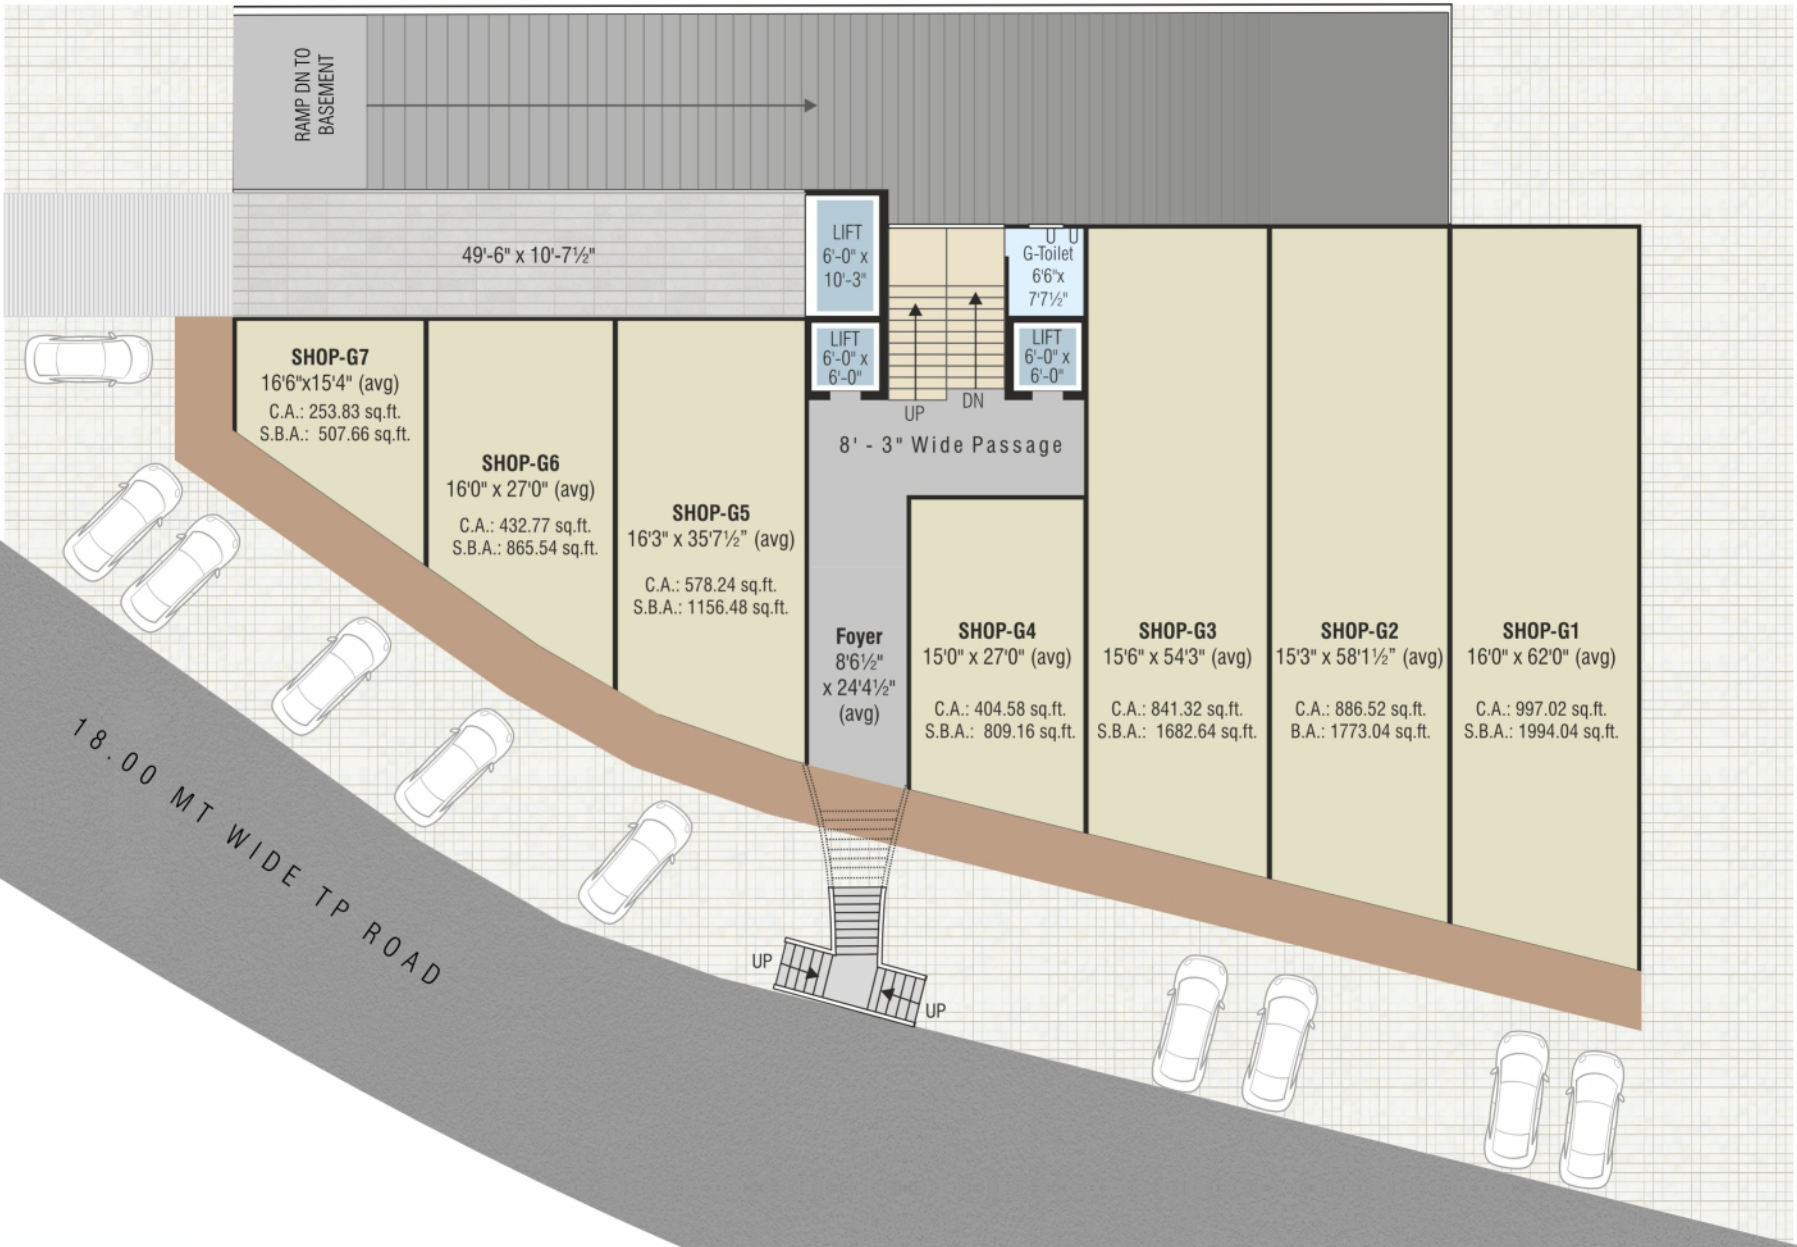 RAMP DN TO
BASEMENT
49'-6" x 10'-7½"
LIFT
6'-0" x
10'-3"
G-Toilet
6'6"x
7'7½"
LIFT
6'-0" x
6'-0"
LIFT
6'-0" x
6'-0"
UP
DN
8' - 3" Wide Passage
SHOP-G7
16'6"x15'4" (avg)
C.A.: 253.83 sq.ft.
S.B.A.: 507.66 sq.ft.
SHOP-G6
16'0" x 27'0" (avg)
C.A.: 432.77 sq.ft.
S.B.A.: 865.54 sq.ft.
SHOP-G5
16'3" x 35'7½” (avg)
C.A.: 578.24 sq.ft.
S.B.A.: 1156.48 sq.ft.
Foyer
8'6½"
x 24'4½"
(avg)
SHOP-G4
15'0" x 27'0" (avg)
C.A.: 404.58 sq.ft.
S.B.A.: 809.16 sq.ft.
SHOP-G3
15'6" x 54'3" (avg)
C.A.: 841.32 sq.ft.
S.B.A.: 1682.64 sq.ft.
SHOP-G2
15'3" x 58'1½” (avg)
C.A.: 886.52 sq.ft.
B.A.: 1773.04 sq.ft.
SHOP-G1
16'0" x 62'0" (avg)
C.A.: 997.02 sq.ft.
S.B.A.: 1994.04 sq.ft.
18.00 MT WIDE TP ROAD
UP
UP